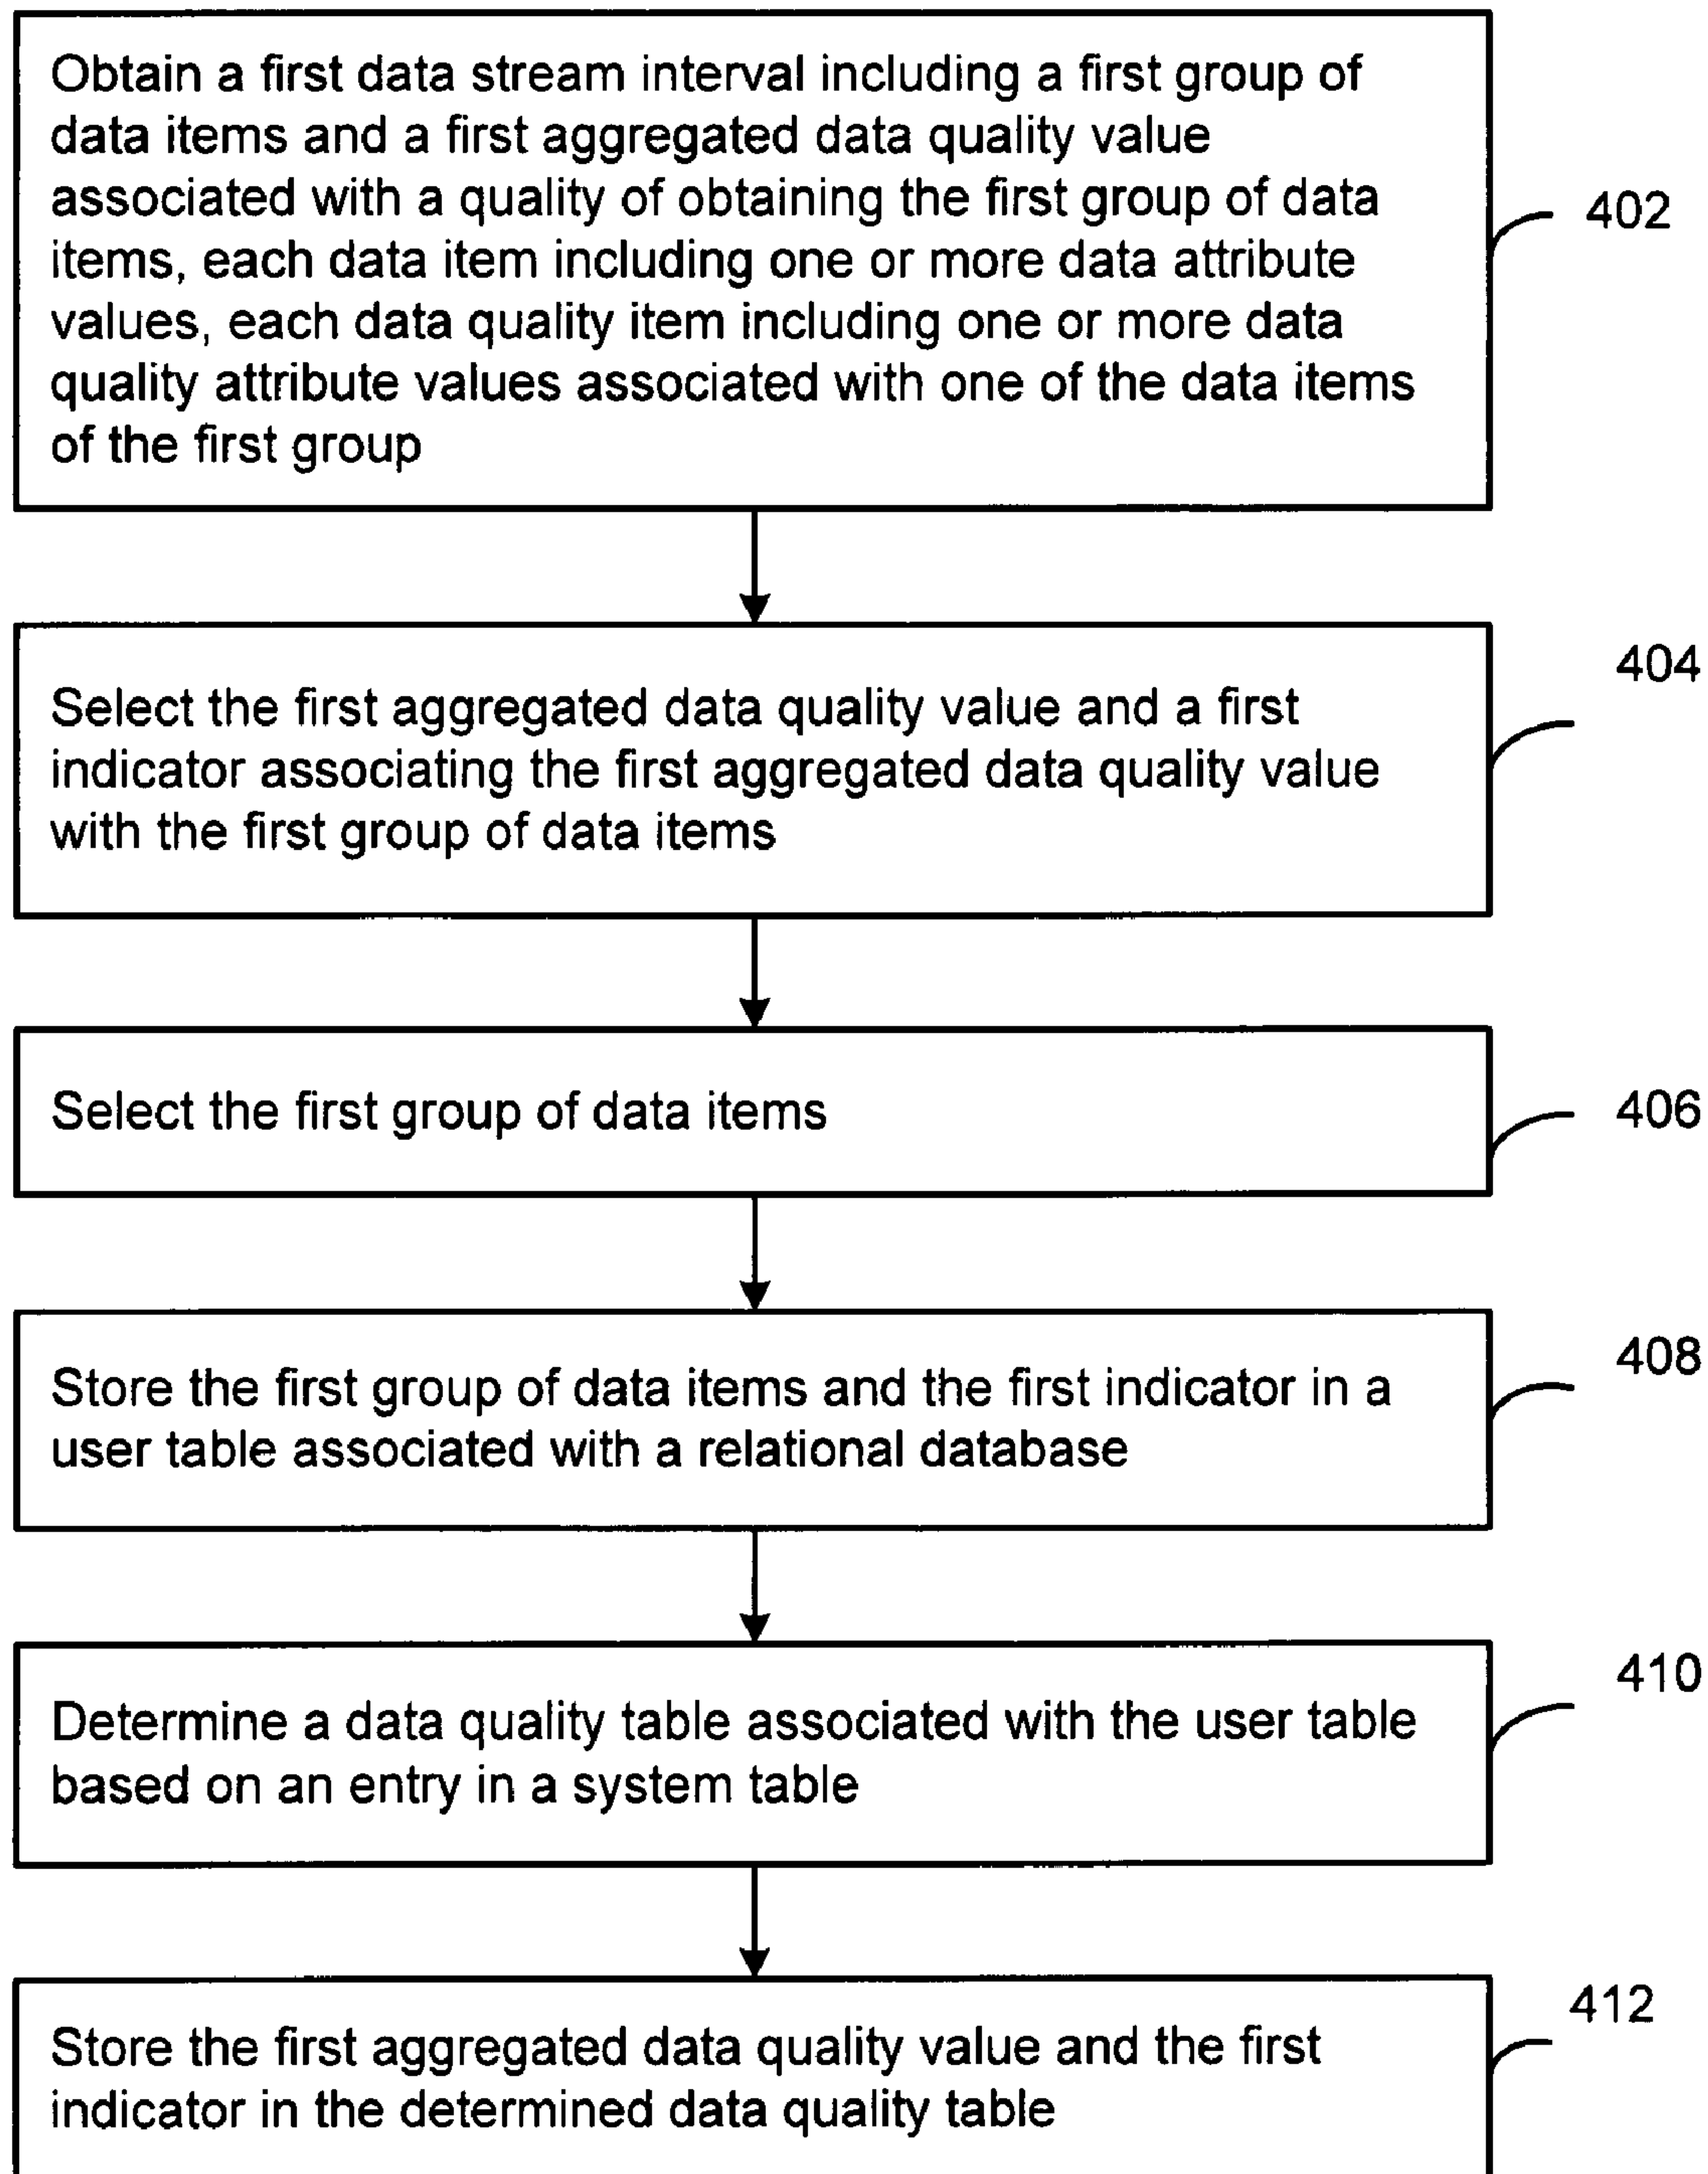 Obtain a first data stream interval including a first group of
data items and a first aggregated data quality value
associated with a quality of obtaining the first group of data
items, each data item including one or more data attribute
values, each data quality item including one or more data
quality attribute values associated with one of the data items
of the first group
402
Select the first aggregated data quality value and a first
indicator associating the first aggregated data quality value
with the first group of data items
404
Select the first group of data items
406
Store the first group of data items and the first indicator in a
user table associated with a relational database
408
Determine a data quality table associated with the user table
based on an entry in a system table
410
Store the first aggregated data quality value and the first
indicator in the determined data quality table
412